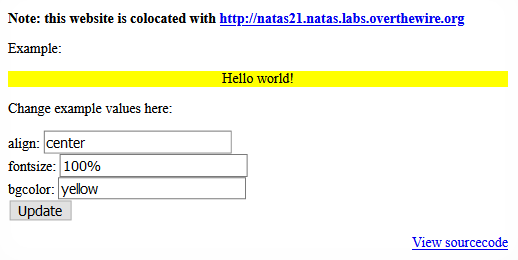 Note: this website is colocated with http://natas21.natas.labs.overthewire.org
Example:
Hello world!
Change example values here:
align: center
fontsize: 100%
bgcolor: yellow
Update
View sourcecode